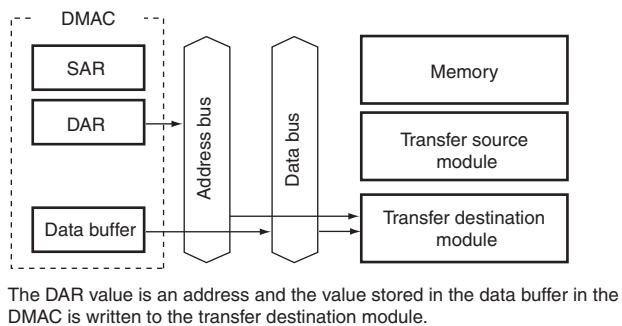 DMAC
SAR
DAR
Data buffer
Address bus
Data bus
Memory
Transfer source
module
Transfer destination
module
The DAR value is an address and the value stored in the data buffer in the
DMAC is written to the transfer destination module.